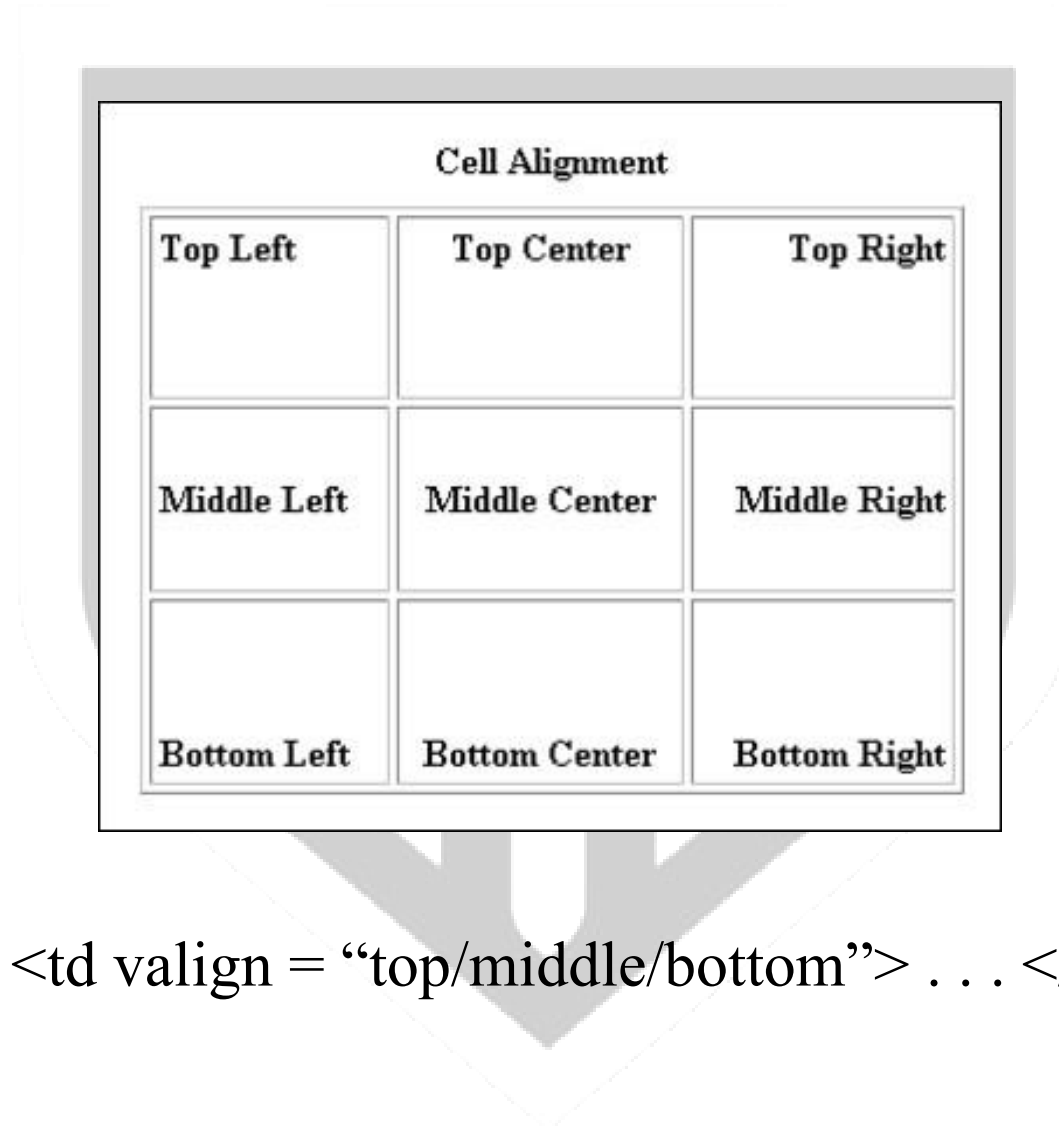 Cell Alignment
Top Left Top Center Top Right
Middle Left Middle Center Middle Right
Bottom Left Bottom Center Bottom Right
<td valign = “top/middle/bottom”> . . . <